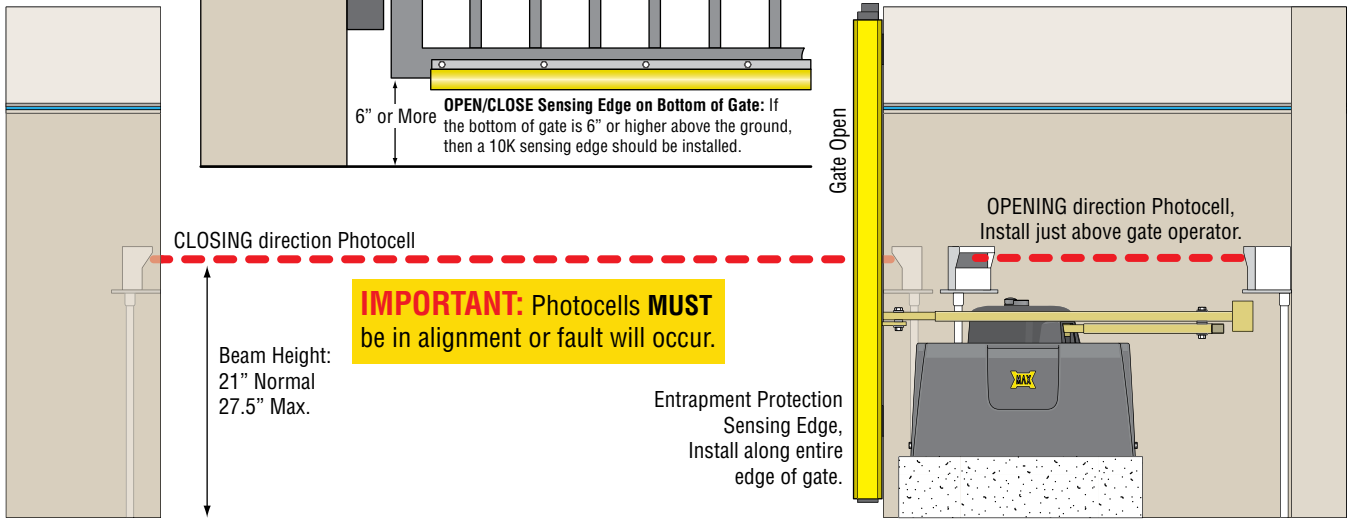 6” or More
OPEN/CLOSE Sensing Edge on Bottom of Gate: If
the bottom of gate is 6” or higher above the ground,
then a 10K sensing edge should be installed.
Gate Open
CLOSING direction Photocell
OPENING direction Photocell,
Install just above gate operator.
IMPORTANT: Photocells MUST
be in alignment or fault will occur.
Beam Height:
21” Normal
27.5” Max.
Entrapment Protection
Sensing Edge,
Install along entire
edge of gate.
MAX